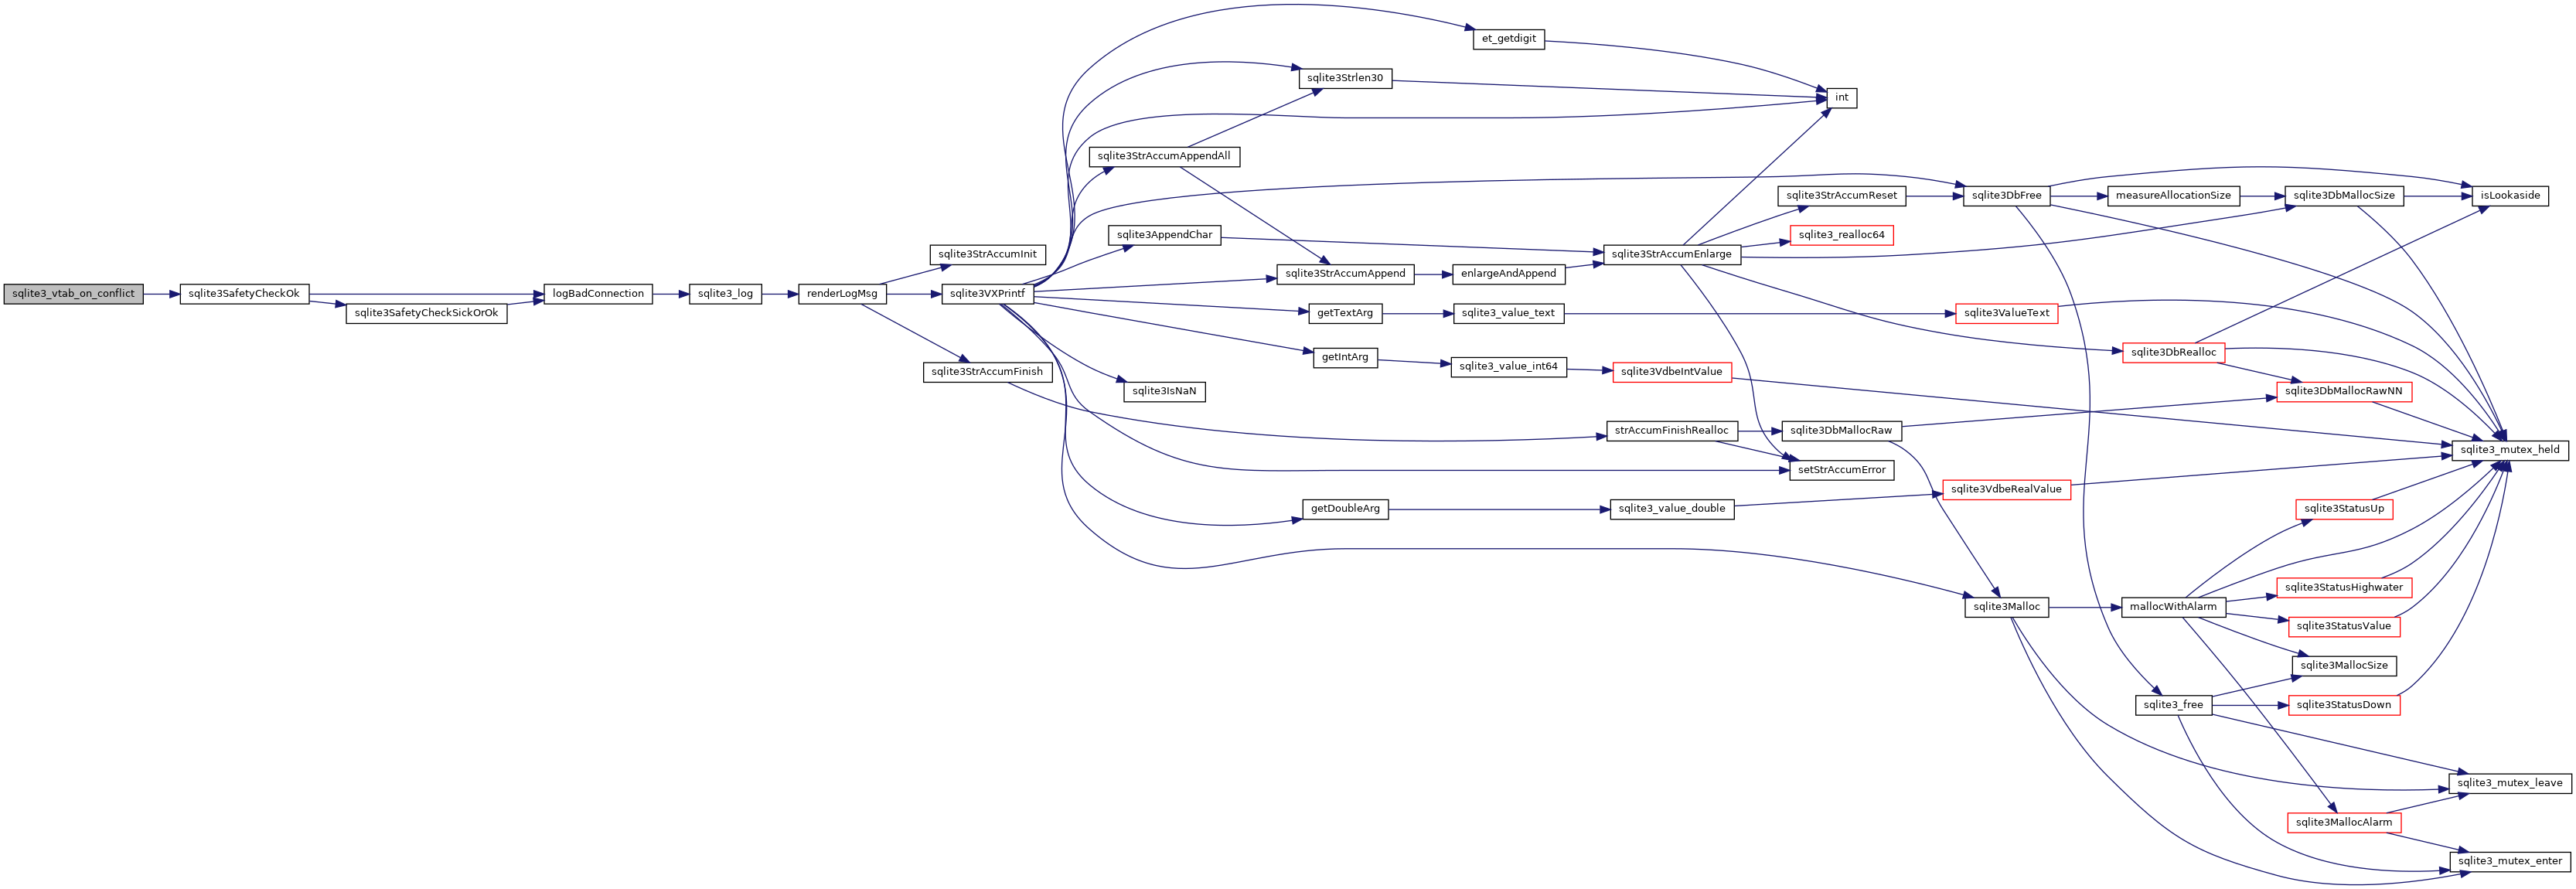 sqlite3_vtab_on_conflict
sqlite3SafetyCheckOk
sqlite3SafetyCheckSickOrOk
logBadConnection
sqlite3_log
renderLogMsg
sqlite3StrAccumInit
sqlite3VXPrintf
sqlite3StrAccumFinish
et_getdigit
sqlite3Strlen30
int
sqlite3StrAccumAppendAll
sqlite3AppendChar
sqlite3StrAccumAppend
enlargeAndAppend
getTextArg
sqlite3_value_text
getIntArg
sqlite3_value_int64
sqlite3IsNaN
sqlite3VdbeIntValue
strAccumFinishRealloc
getDoubleArg
sqlite3_value_double
sqlite3StrAccumEnlarge
sqlite3StrAccumReset
sqlite3_realloc64
sqlite3DbMallocRaw
setStrAccumError
sqlite3DbFree
sqlite3ValueText
sqlite3VdbeRealValue
sqlite3Malloc
measureAllocationSize
sqlite3DbMallocSize
isLookaside
sqlite3DbRealloc
sqlite3DbMallocRawNN
sqlite3_mutex_held
sqlite3StatusUp
mallocWithAlarm
sqlite3StatusHighwater
sqlite3StatusValue
sqlite3MallocSize
sqlite3_free
sqlite3StatusDown
sqlite3_mutex_leave
sqlite3MallocAlarm
sqlite3_mutex_enter